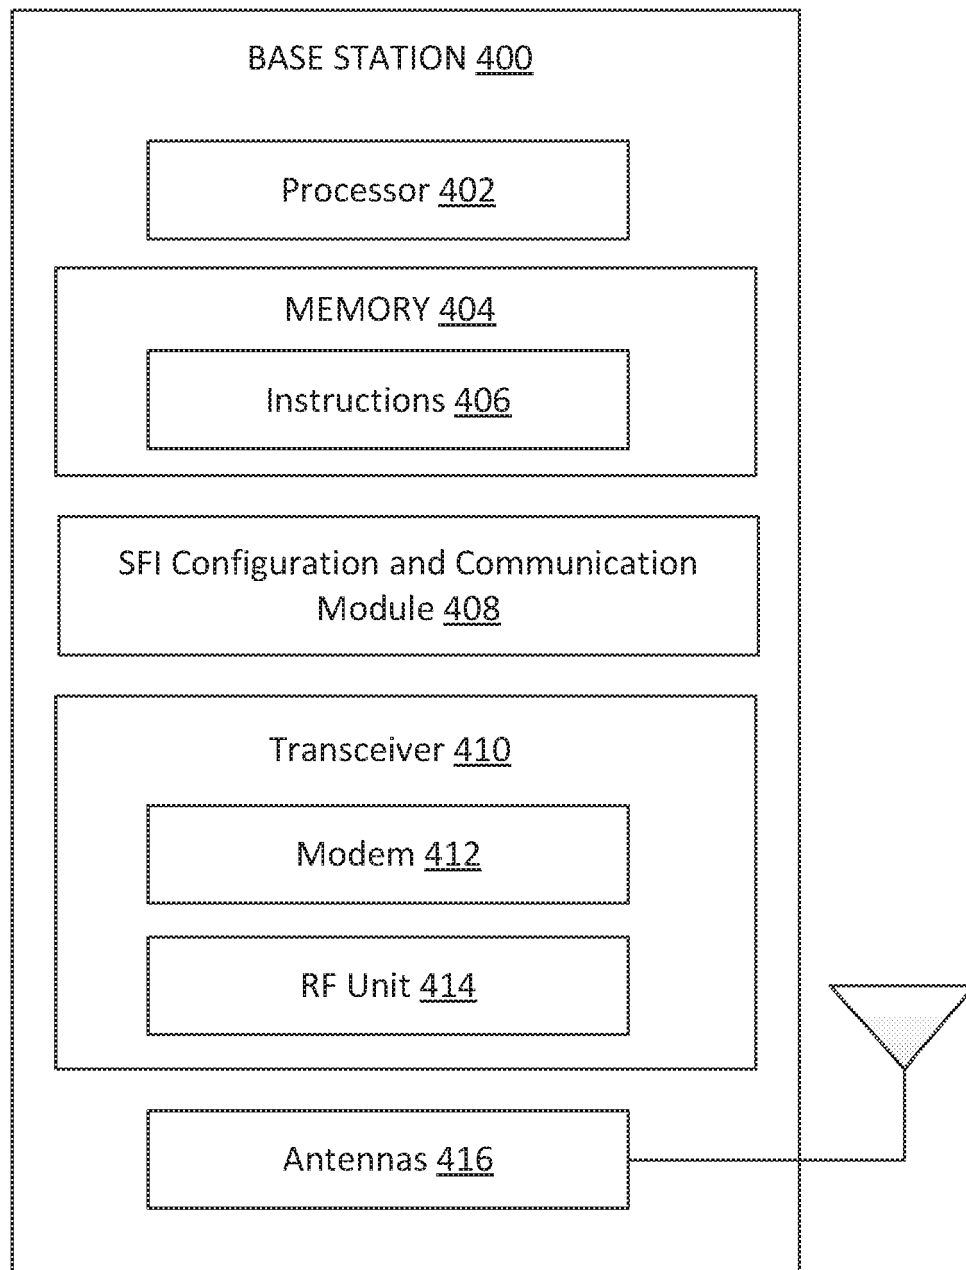 BASE STATION 400
Processor 402
MEMORY 404
Instructions 406
SFI Configuration and Communication
Module 408
Transceiver 410
Modem 412
RF Unit 414
Antennas 416